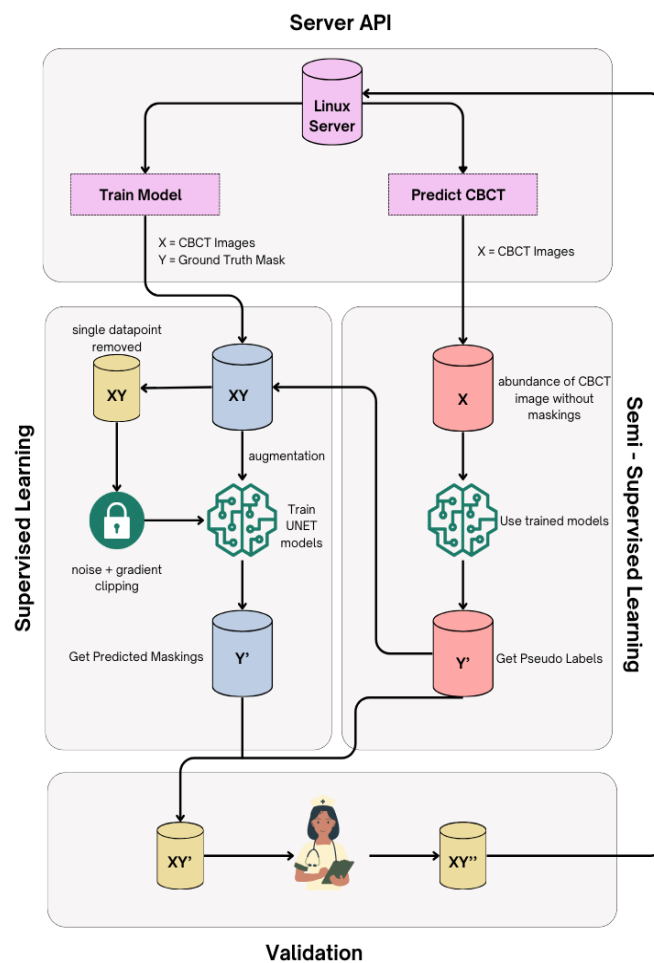 Server API
Linux
Server
Train Model
Predict CBCT
X = CBCT Images
Y = Ground Truth Mask
X = CBCT Images
Supervised Learning
single datapoint
removed
XY
XY
augmentation
Train
UNET
models
noise + gradient
clipping
Get Predicted Maskings
Y'
Semi - Supervised Learning
X
abundance of CBCT
image without
maskings
Use trained models
Y'
Get Pseudo Labels
XY'
XY''
Validation